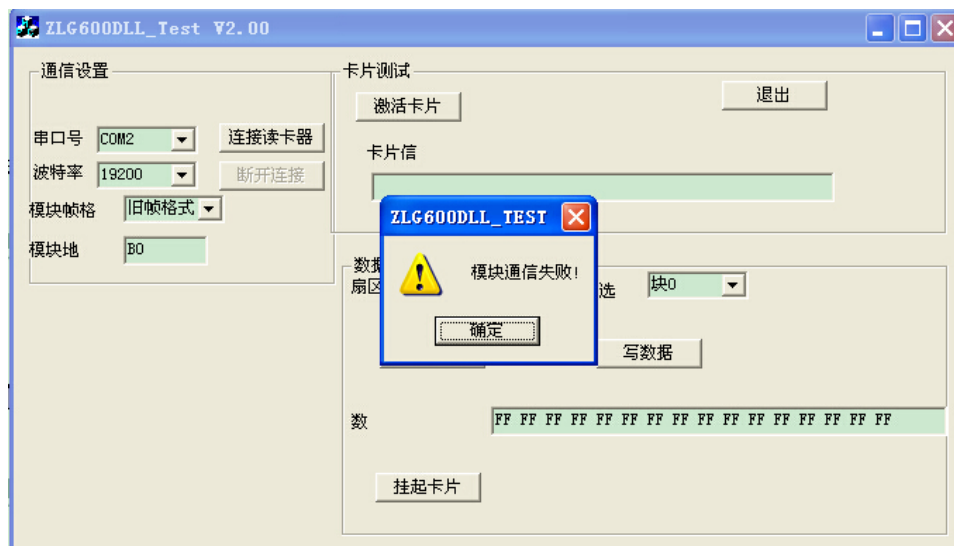 ZLG600DLL_Test V2.00
通信设置
串口号 COM2 连接读卡器
波特率 19200 断开连接
模块帧格 旧帧格式
模块地 B0
卡片测试
激活卡片 退出
卡片信
ZLG600DLL_TEST
模块通信失败!
确定
数据
扇区 选 块0
写数据
数 FF FF FF FF FF FF FF FF FF FF FF FF FF FF FF FF
挂起卡片